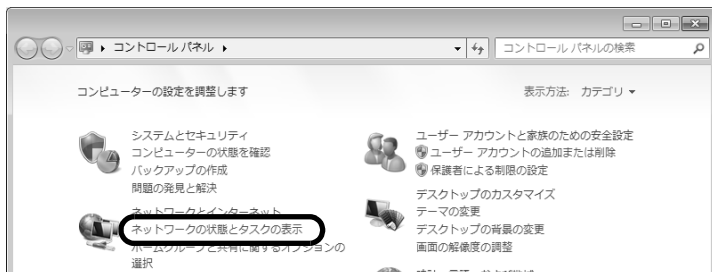 コントロール パネル
コントロール パネルの検索
コンピューターの設定を調整します
表示方法: カテゴリ
システムとセキュリティ
コンピューターの状態を確認
バックアップの作成
問題の発見と解決
ネットワークとインターネット
ネットワークの状態とタスクの表示
ホームグループと共有に関するオプションの
選択
ユーザー アカウントと家族のための安全設定
ユーザー アカウントの追加または削除
保護者による制限の設定
デスクトップのカスタマイズ
テーマの変更
デスクトップの背景の変更
画面の解像度の調整